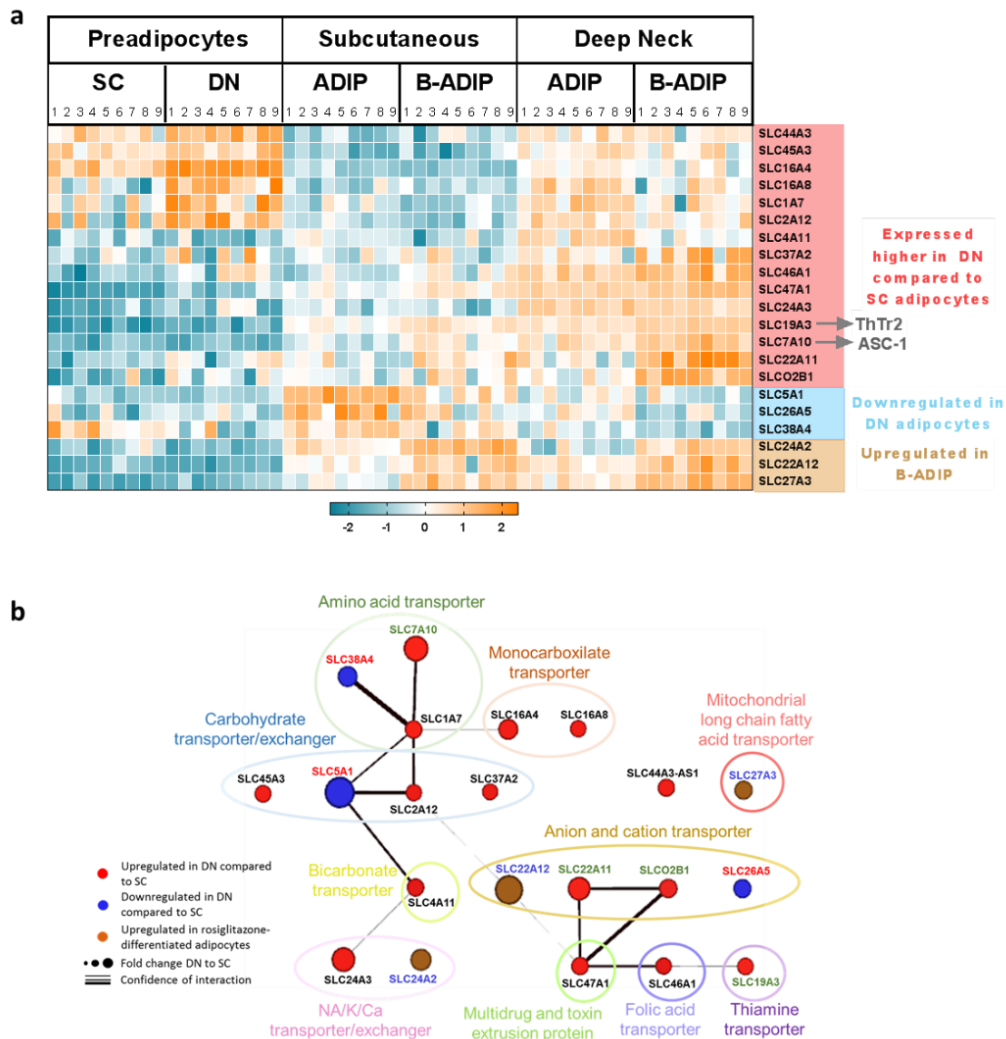 a
Preadipocytes Subcutaneous Deep Neck
SC DN ADIP B-ADIP ADIP B-ADIP
1 2 3 4 5 6 7 8 9 1 2 3 4 5 6 7 8 9 1 2 3 4 5 6 7 8 9 1 2 3 4 5 6 7 8 9 1 2 3 4 5 6 7 8 9 1 2 3 4 5 6 7 8 9
SLC44A3
SLC45A3
SLC16A4
SLC16A8
SLC1A7
SLC2A12
SLC4A11
SLC37A2
SLC46A1
SLC47A1
SLC24A3
SLC19A3
SLC7A10
SLC22A11
SLCO2B1
SLC5A1
SLC26A5
SLC38A4
SLC24A2
SLC22A12
SLC27A3
Expressed
higher in DN
compared to
SC adipocytes
ThTr2
ASC-1
Downregulated in
DN adipocytes
Upregulated in
B-ADIP
-2 -1 0 1 2
b
Amino acid transporter
SLC7A10
SLC38A4
SLC1A7
Monocarboxilate
transporter
SLC16A4 SLC16A8
Mitochondrial
long chain fatty
acid transporter
Carbohydrate
transporter/exchanger
SLC45A3
SLC5A1
SLC2A12
SLC37A2
SLC44A3-AS1
SLC27A3
Anion and cation transporter
SLC22A12
SLC22A11
SLCO2B1
SLC26A5
Bicarbonate
transporter
SLC4A11
Upregulated in DN compared
to SC
Downregulated in DN
compared to SC
Upregulated in rosiglitazone-
differentiated adipocytes
Fold change DN to SC
Confidence of interaction
SLC24A3
SLC24A2
NA/K/Ca
transporter/exchanger
SLC47A1
SLC46A1
SLC19A3
Multidrug and toxin
extrusion protein
Folic acid
transporter
Thiamine
transporter